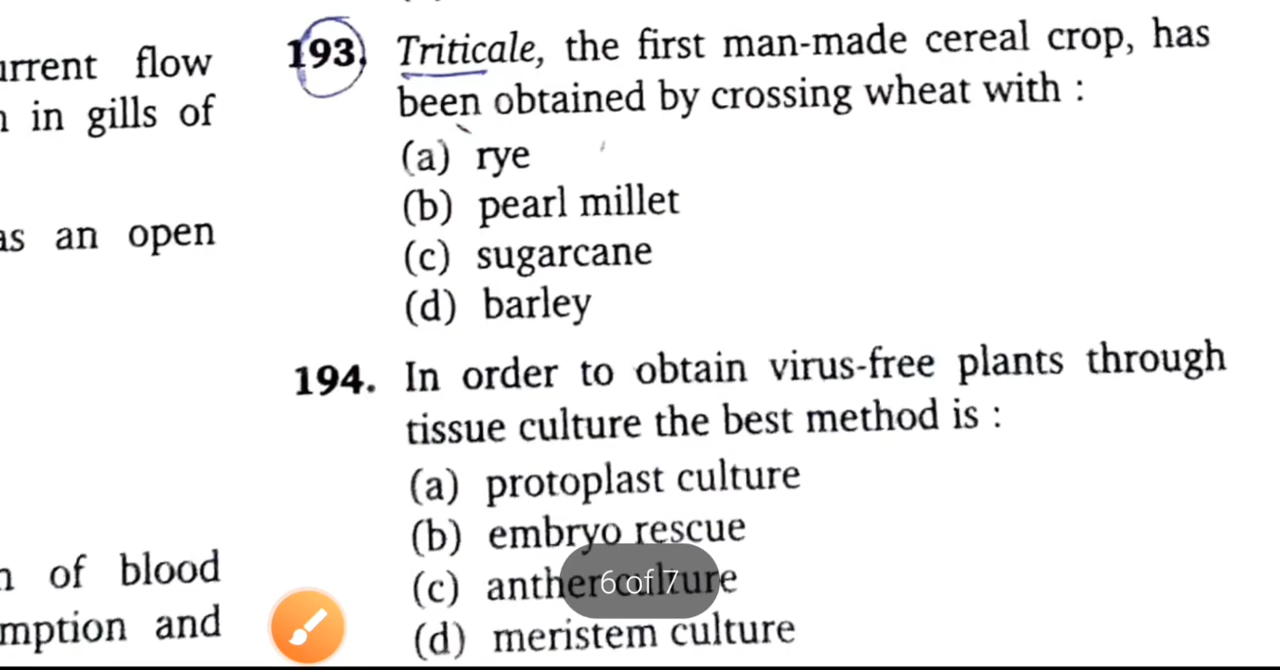 flow
in gills of
as an open
of blood
and
193. Triticale, the first man-made cereal crop, has
been obtained by crossing wheat with :
(a) rye
(b) pearl millet
(c) sugarcane
(d) barley
194. In order to obtain virus-free plants through
tissue culture the best method is :
(a) protoplast culture
(b) embryo rescue
(c) anther culture
6 of 7
(d) meristem culture